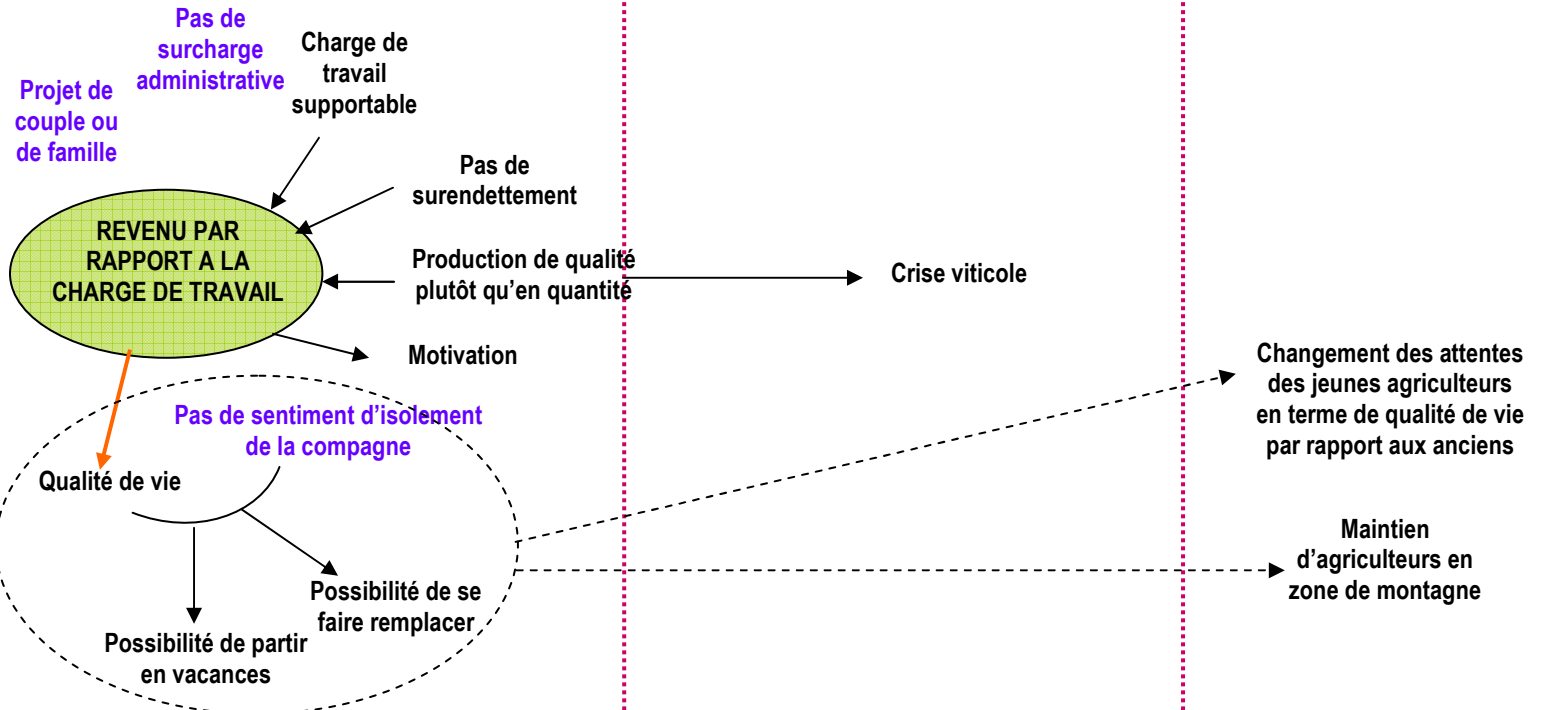 Pas de
surcharge
administrative
Charge de
travail
supportable
Projet de
couple ou
de famille
Pas de
surendettement
REVENU PAR
RAPPORT A LA
CHARGE DE TRAVAIL
Production de qualité
plutôt qu’en quantité
Crise viticole
Motivation
Changement des attentes
des jeunes agriculteurs
en terme de qualité de vie
par rapport aux anciens
Pas de sentiment d’isolement
de la compagne
Qualité de vie
Maintien
d’agriculteurs en
zone de montagne
Possibilité de se
faire remplacer
Possibilité de partir
en vacances